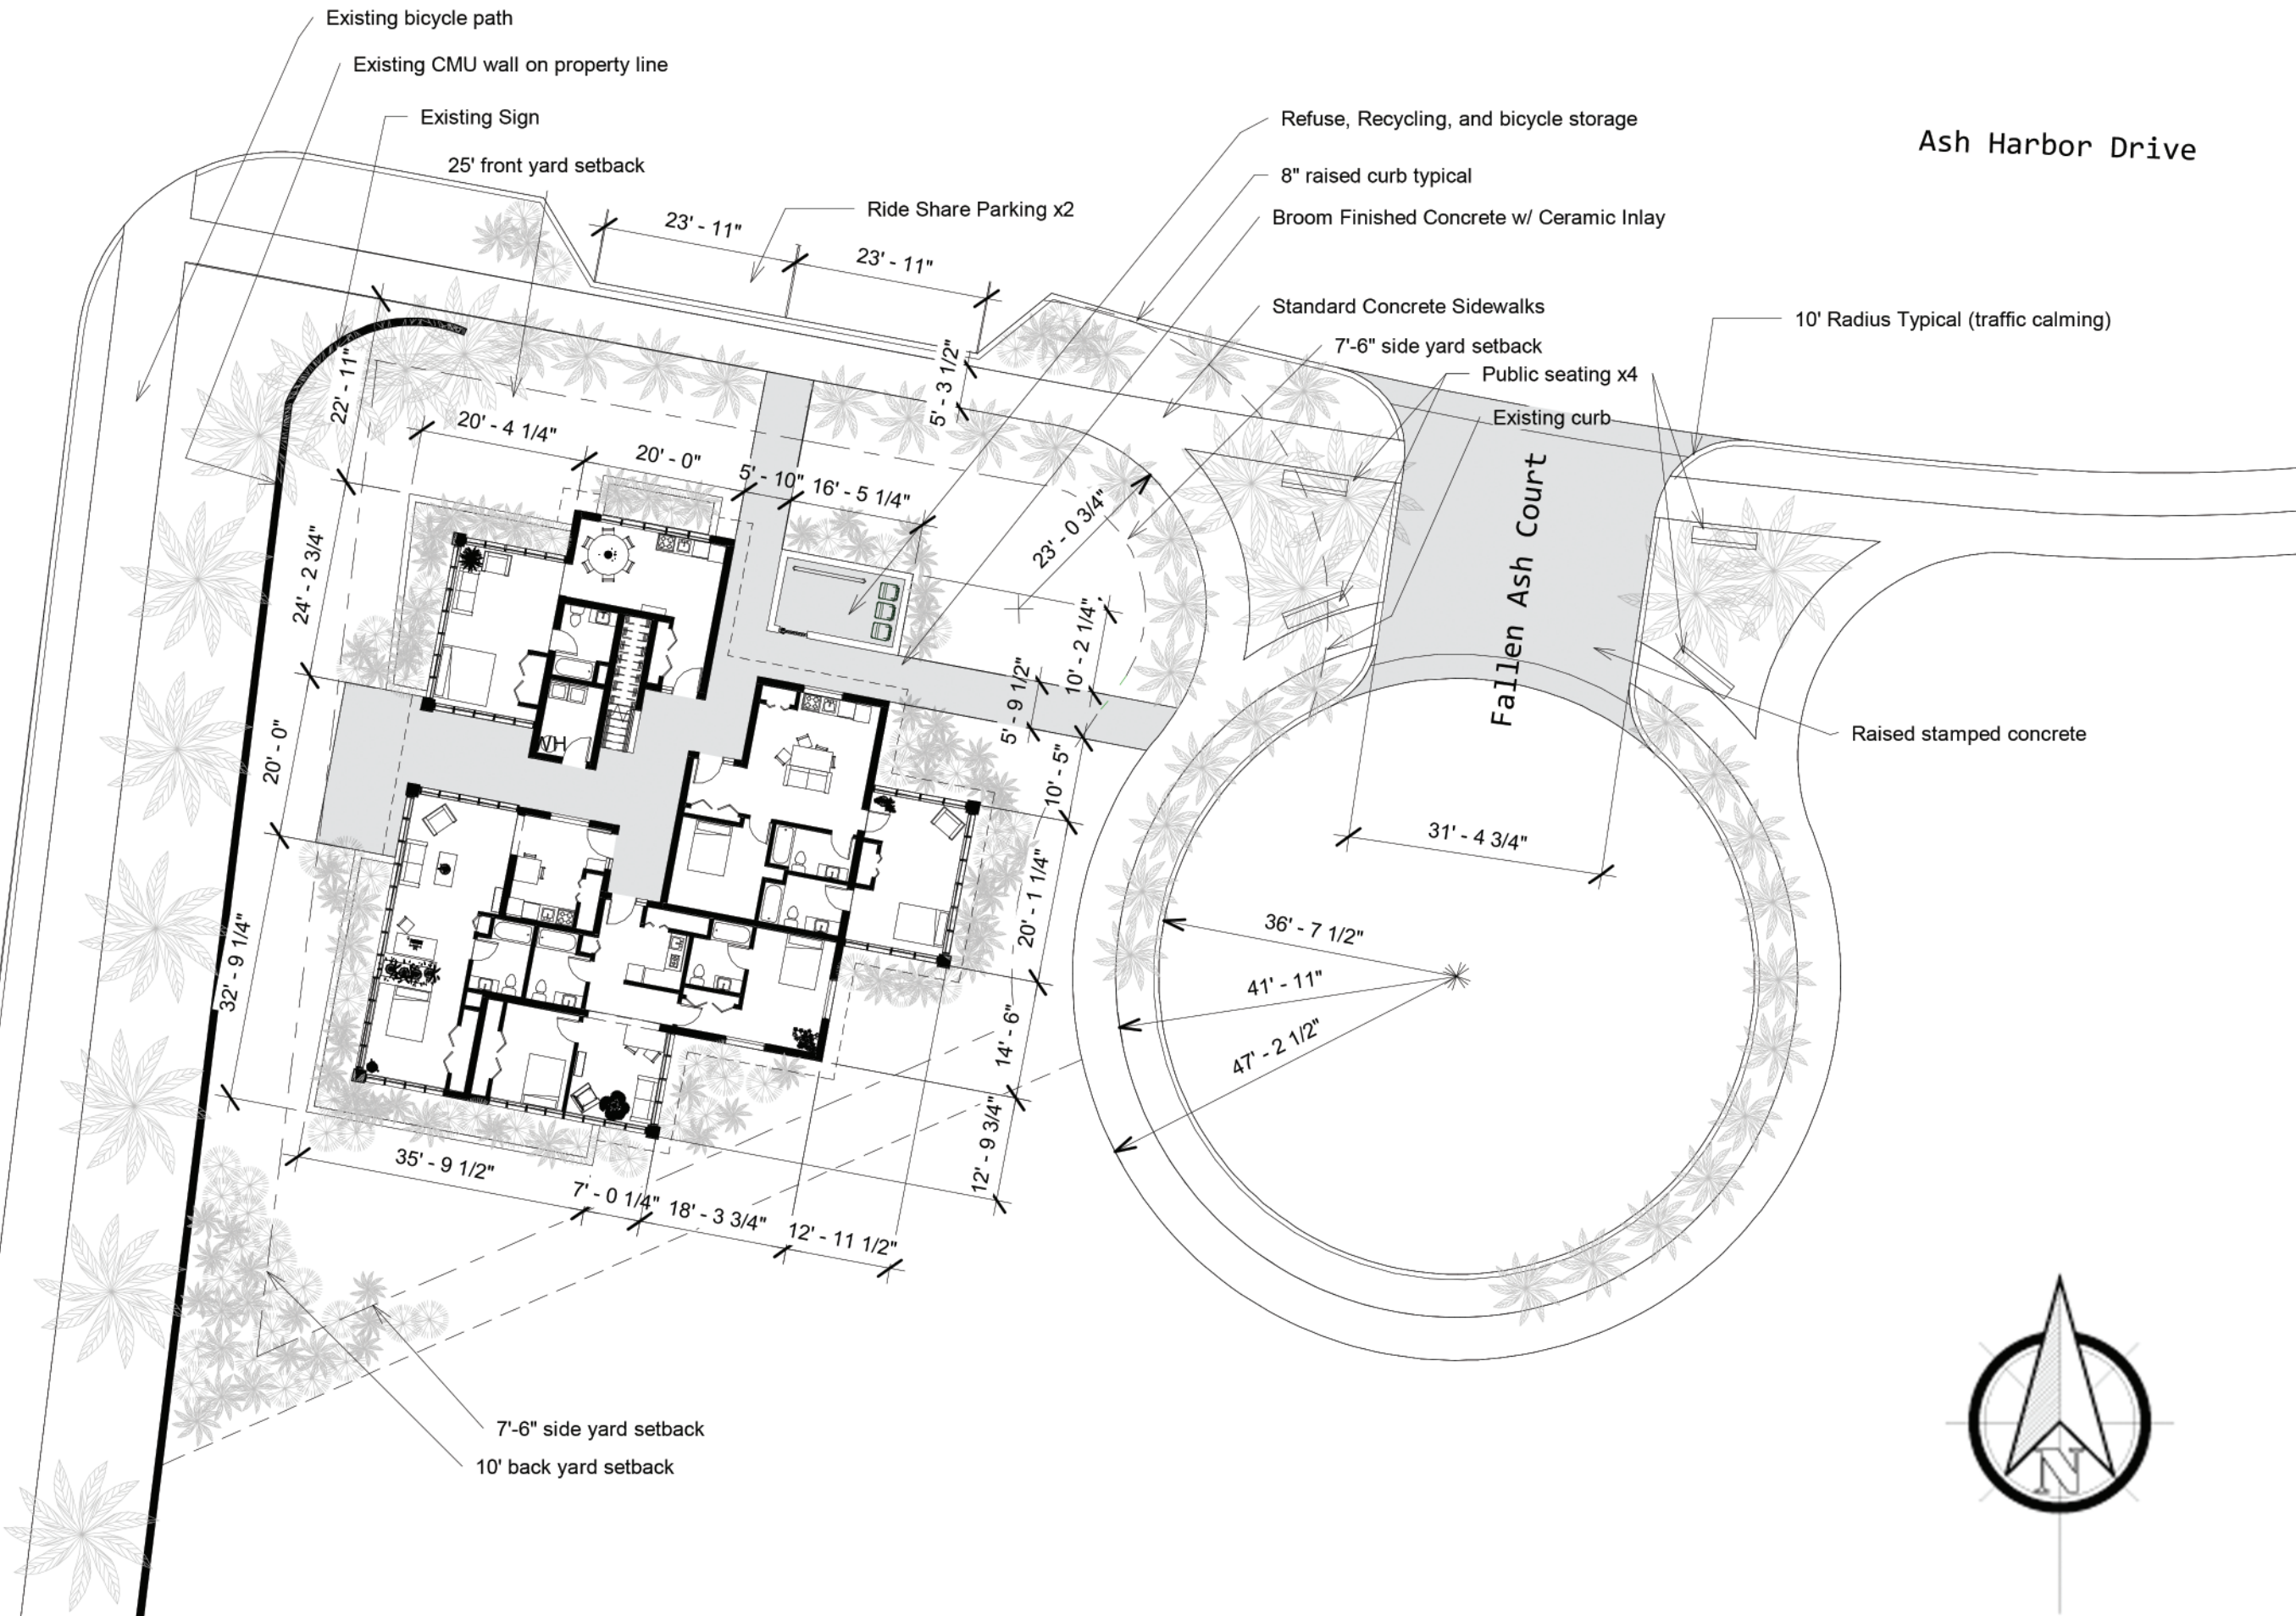 Existing bicycle path
Existing CMU wall on property line
Existing Sign
25' front yard setback
Ride Share Parking x2
Refuse, Recycling, and bicycle storage
8" raised curb typical
Broom Finished Concrete w/ Ceramic Inlay
Ash Harbor Drive
Standard Concrete Sidewalks
7'-6" side yard setback
Public seating x4
Existing curb
10' Radius Typical (traffic calming)
23' - 11"
23' - 11"
5' - 3 1/2"
22' - 11"
20' - 4 1/4"
20' - 0"
5' - 10"
16' - 5 1/4"
23' - 0 3/4"
24' - 2 3/4"
10' - 2 1/4"
5' - 9 1/2"
Fallen Ash Court
Raised stamped concrete
20' - 0"
WH
10' - 5"
31' - 4 3/4"
20' - 1 1/4"
32' - 9 1/4"
36' - 7 1/2"
41' - 11"
47' - 2 1/2"
14' - 6"
12' - 9 3/4"
35' - 9 1/2"
7' - 0 1/4"
18' - 3 3/4"
12' - 11 1/2"
7'-6" side yard setback
10' back yard setback
N